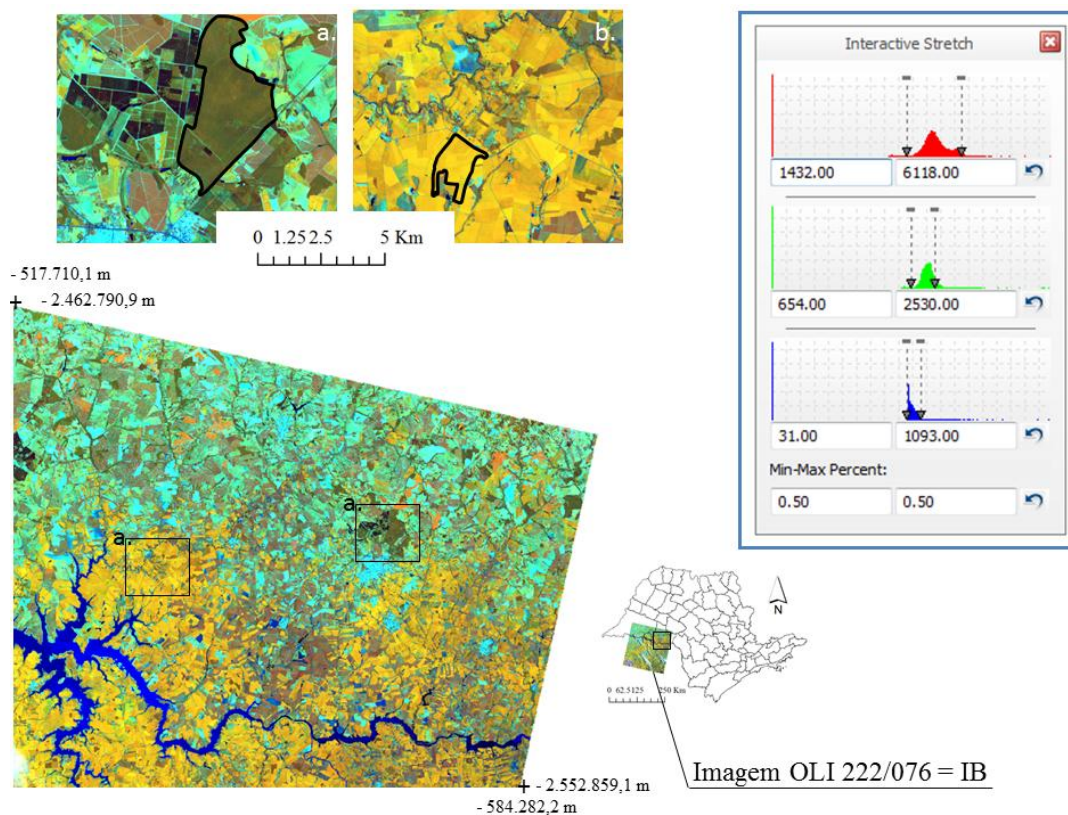 a.
b.
0 1.25 2.5 5 Km
- 517.710,1 m
- 2.462.790,9 m
a.
a.
- 2.552.859,1 m
- 584.282,2 m
Interactive Stretch
1432.00 6118.00
654.00 2530.00
31.00 1093.00
Min-Max Percent:
0.50 0.50
N
0 62.5125 250 Km
Imagem OLI 222/076 = IB